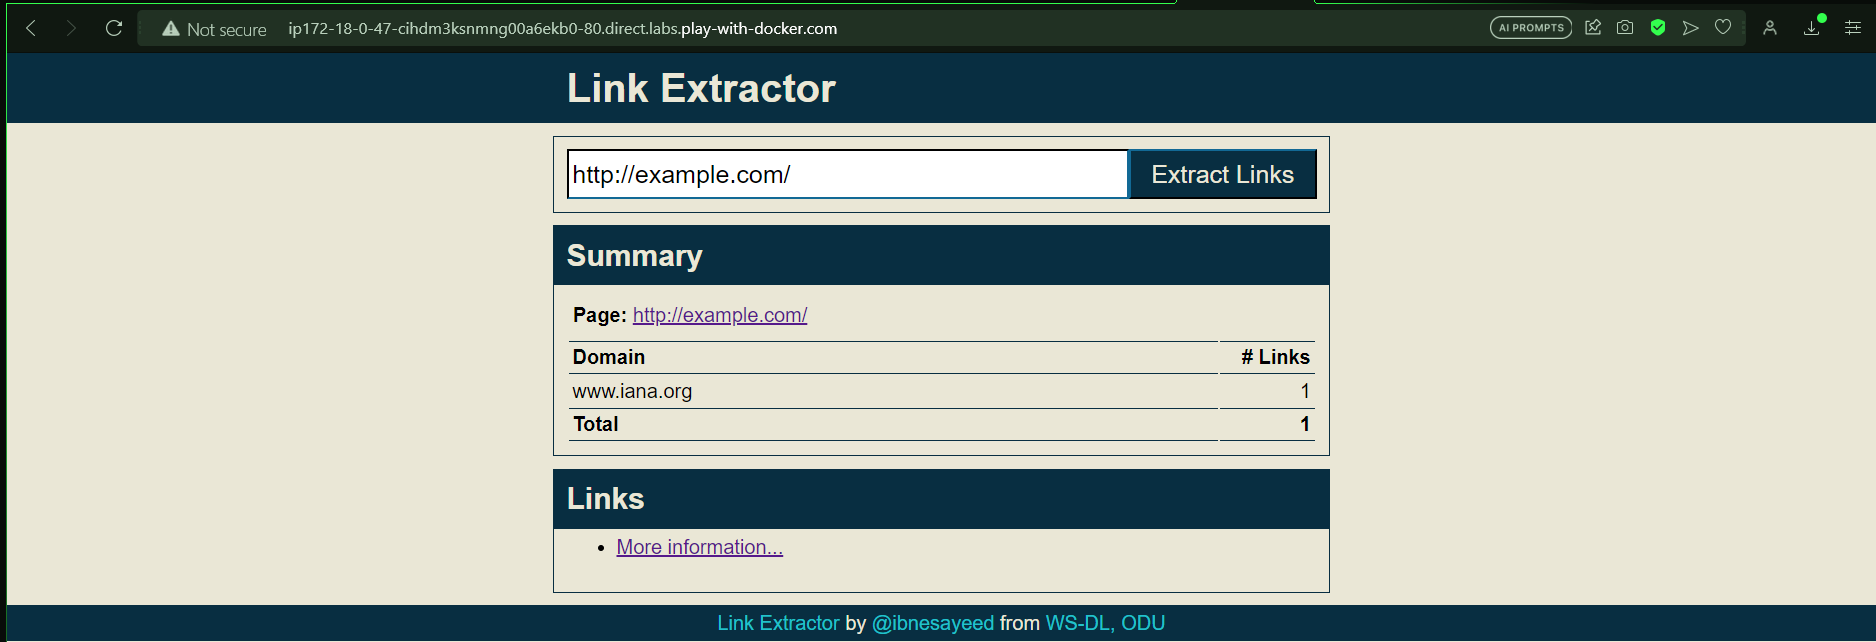 Not secure ip172-18-0-47-cihdm3ksnmng00a6ekb0-80.direct.labs.play-with-docker.com AI PROMPTS
Link Extractor
http://example.com/ Extract Links
Summary
Page: http://example.com/
Domain # Links
www.iana.org 1
Total 1
Links
• More information...
Link Extractor by @ibnesayeed from WS-DL, ODU